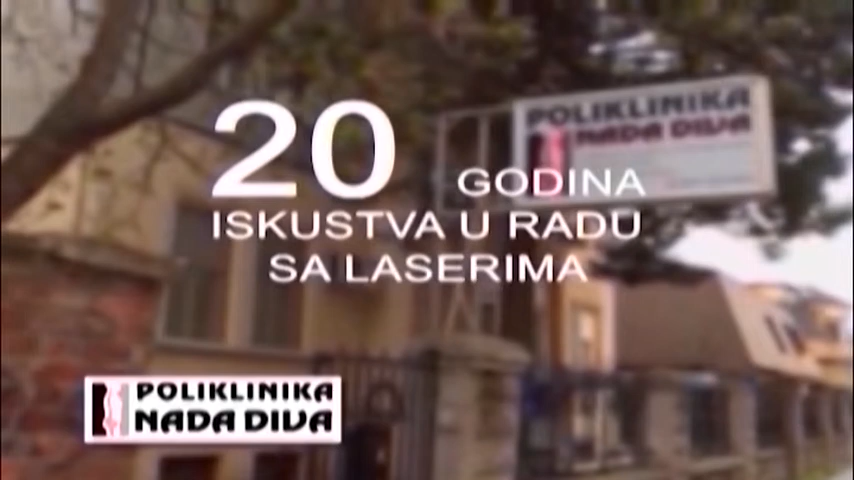 POLIKLINIKA
NADA DIVA
20 GODINA
ISKUSTVA U RADU
SA LASERIMA
POLIKLINIKA
NADA DIVA